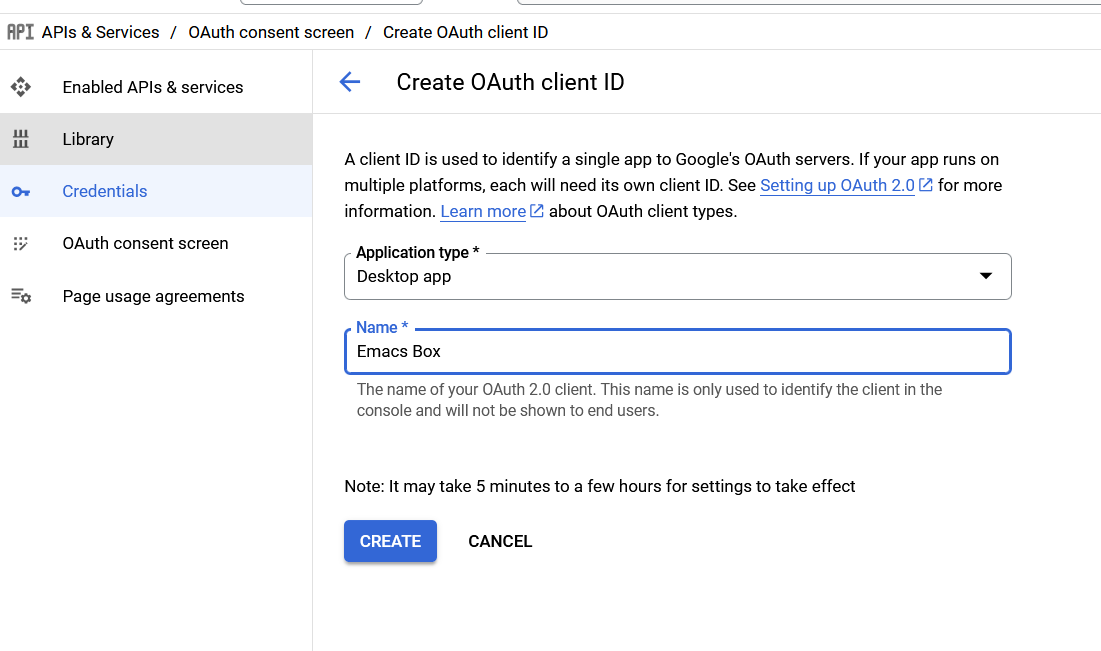 API APIs & Services / OAuth consent screen / Create OAuth client ID
Enabled APIs & services
Library
Credentials
OAuth consent screen
Page usage agreements
Create OAuth client ID
A client ID is used to identify a single app to Google's OAuth servers. If your app runs on
multiple platforms, each will need its own client ID. See Setting up OAuth 2.0 for more
information. Learn more about OAuth client types.
Application type *
Desktop app
Name *
Emacs Box
The name of your OAuth 2.0 client. This name is only used to identify the client in the
console and will not be shown to end users.
Note: It may take 5 minutes to a few hours for settings to take effect
CREATE CANCEL